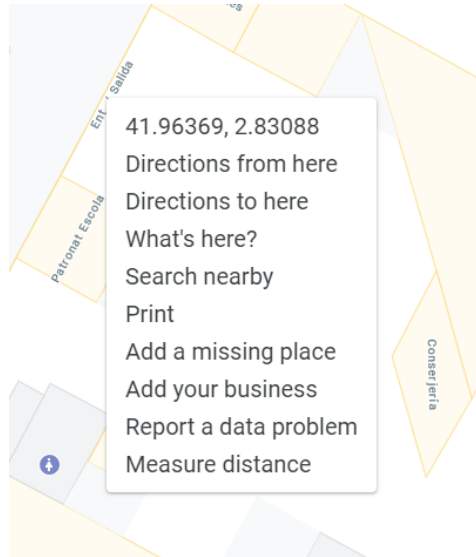 Ent / Salida
41.96369, 2.83088
Directions from here
Directions to here
What's here?
Patronat Escola
Search nearby
Print
Add a missing place
Conserjería
Add your business
Report a data problem
Measure distance